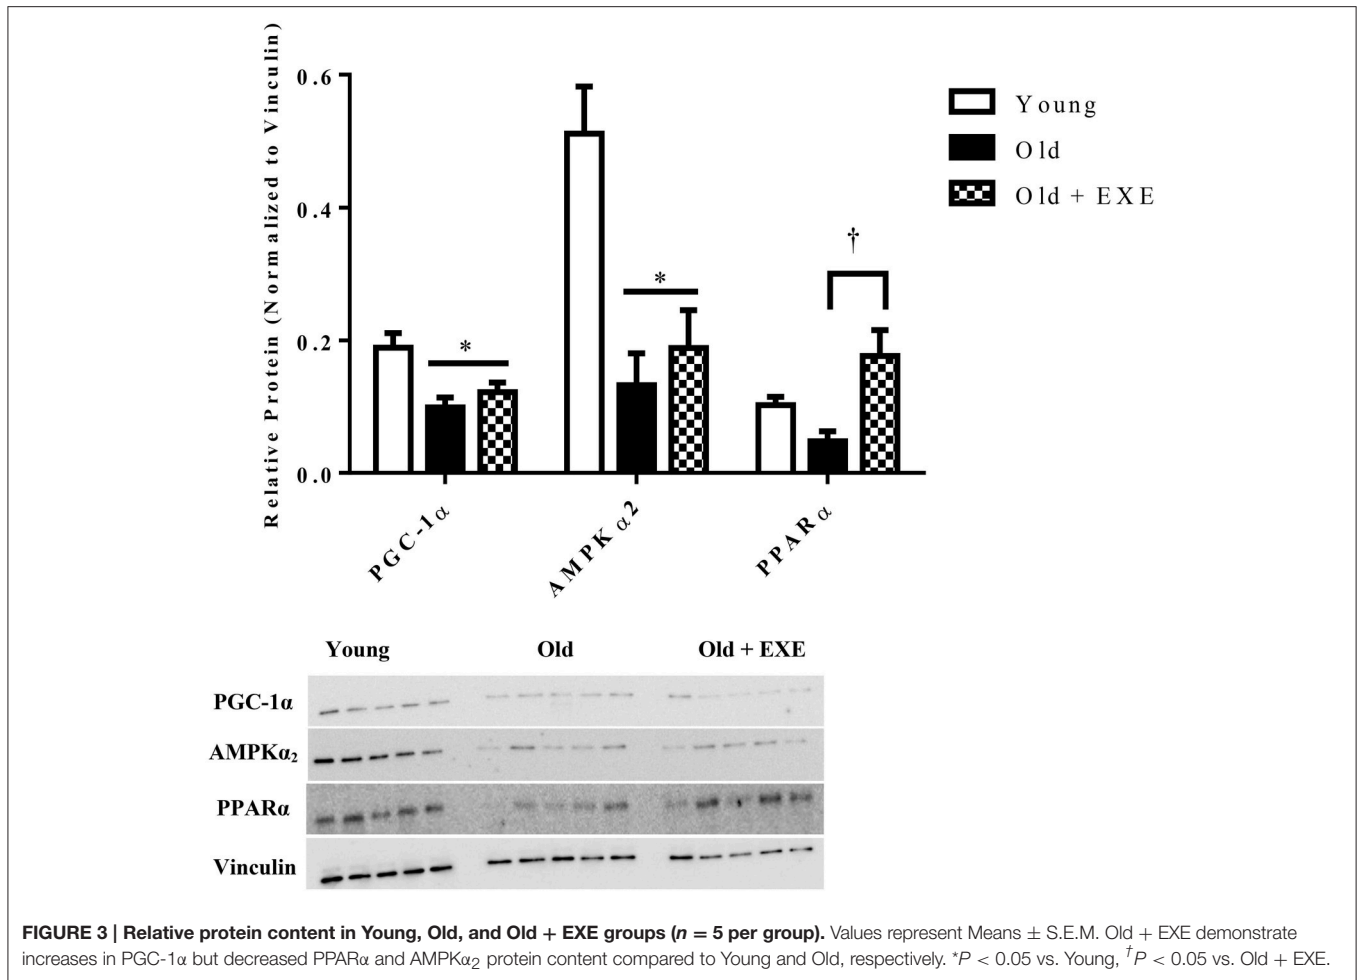 Relative Protein (Normalized to Vinculin)
0.6
0.4
0.2
0.0
*
*
†
Young
Old
Old + EXE
PGC-1α
AMPK α2
PPAR α
Young Old Old + EXE
PGC-1α
AMPKα₂
PPARα
Vinculin
FIGURE 3 | Relative protein content in Young, Old, and Old + EXE groups (n = 5 per group). Values represent Means ± S.E.M. Old + EXE demonstrate
increases in PGC-1α but decreased PPARα and AMPKα₂ protein content compared to Young and Old, respectively. *P < 0.05 vs. Young, †P < 0.05 vs. Old + EXE.